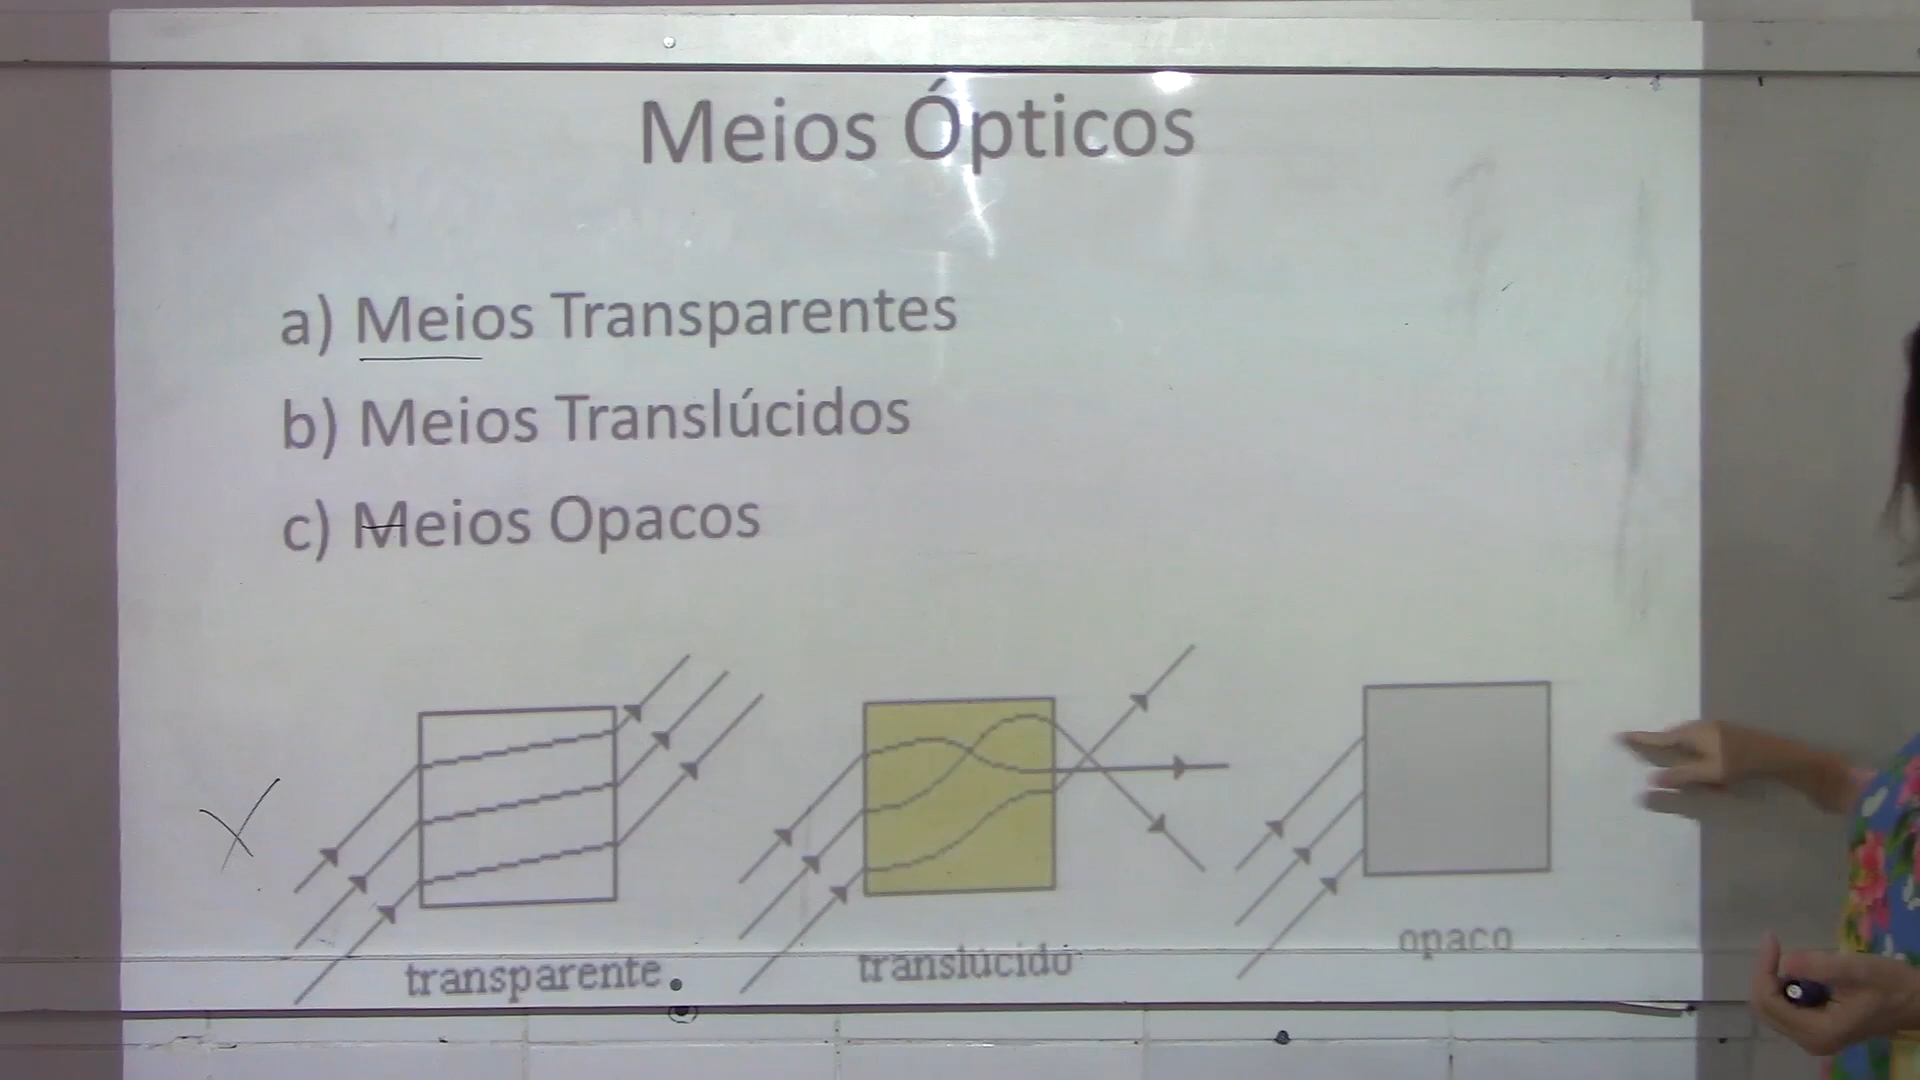 Meios Ópticos
a) Meios Transparentes
b) Meios Translúcidos
c) Meios Opacos
transparente
translúcido
opaco